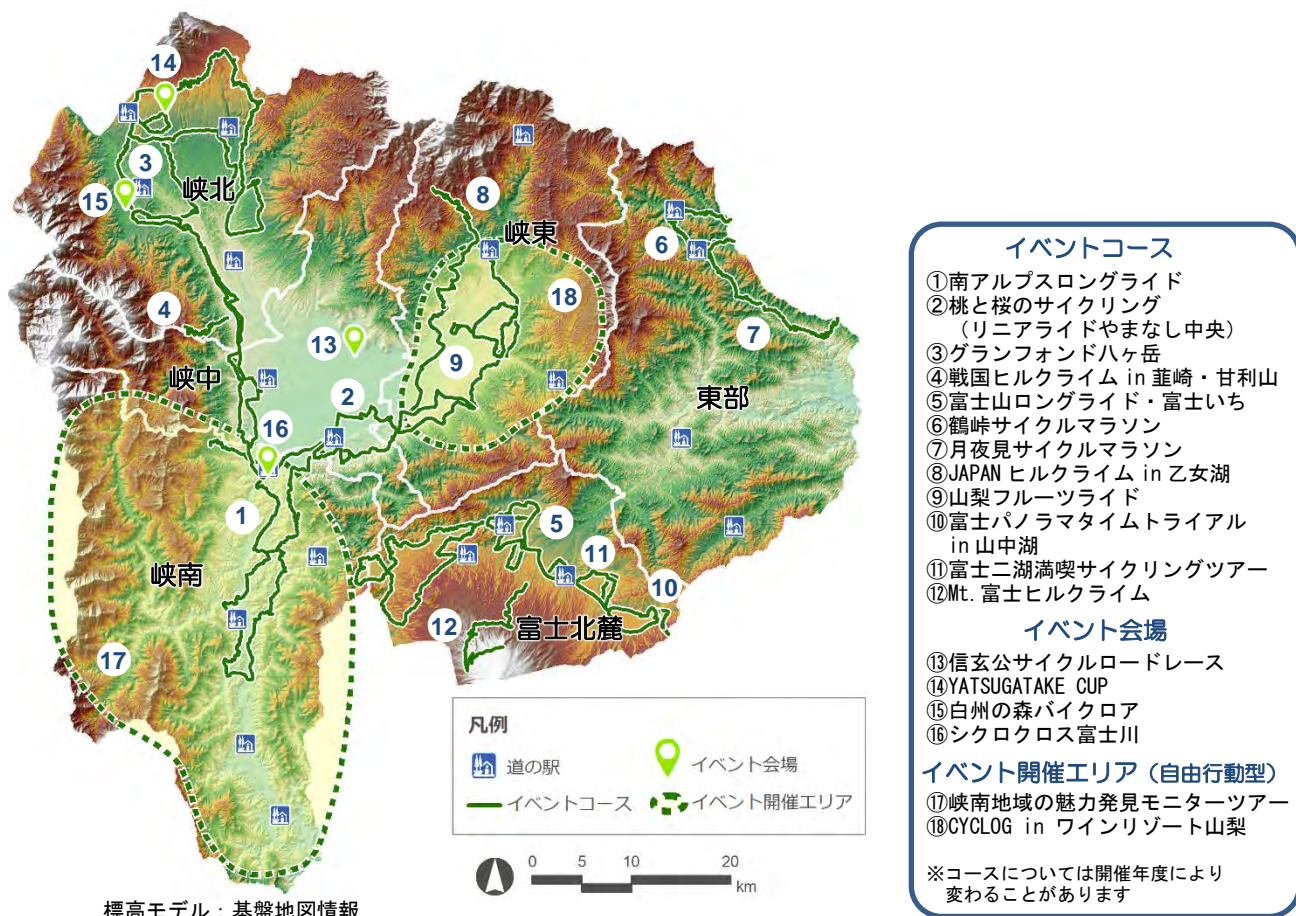 14
3
峡北
15
8
峡東
6
18
4
13
7
9
峡中
2
東部
16
1
5
11
峡南
10
12
富士北麓
17
凡例
道の駅
イベント会場
イベントコース
イベント開催エリア
0 5 10 20
km
標高モデル:基盤地図情報
イベントコース
①南アルプスロングライド
②桃と桜のサイクリング
(リニアライドやまなし中央)
③グランフォンド八ヶ岳
④戦国ヒルクライム in 韮崎・甘利山
⑤富士山ロングライド・富士いち
⑥鶴峠サイクルマラソン
⑦月夜見サイクルマラソン
⑧JAPAN ヒルクライム in 乙女湖
⑨山梨フルーツライド
⑩富士パノラマタイムトライアル
in 山中湖
⑪富士二湖満喫サイクリングツアー
⑫Mt.富士ヒルクライム
イベント会場
⑬信玄公サイクルロードレース
⑭YATSUGATAKE CUP
⑮白州の森バイクロア
⑯シクロクロス富士川
イベント開催エリア(自由行動型)
⑰峡南地域の魅力発見モニターツアー
⑱CYCLOG in ワインリゾート山梨
※コースについては開催年度により
変わることがあります